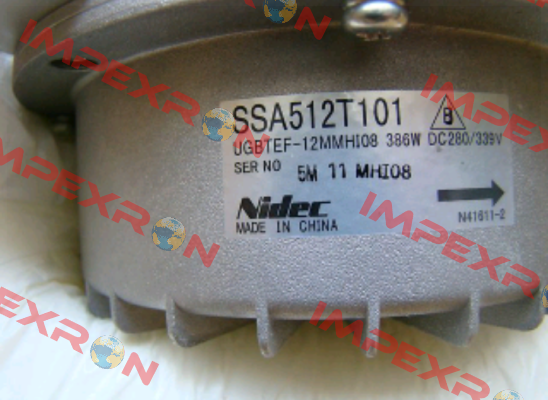 SSA512T101 B
UGBTEF-12MMHI08 386W DC280/339V
SER NO 5M 11 MHI08
Nidec
MADE IN CHINA N41611-2
IMPEXRON
IMPEXRON
IMPEXRON
IMPEXRON
IMPEXRON